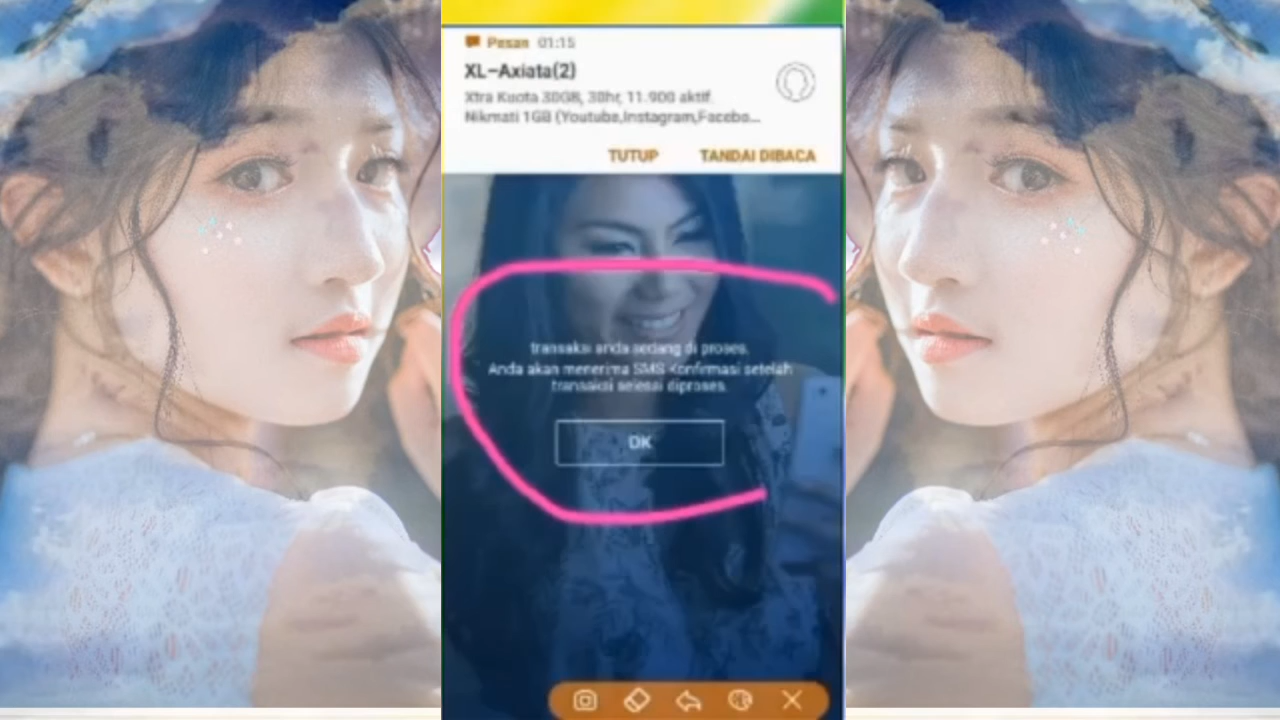 Pesan 01:15
XL-Axiata(2)
Xtra Kuota 30GB, 30hr, 11.900 aktif.
Nikmati 1GB (Youtube,Instagram,Facebo...
TUTUP TANDAI DIBACA
transaksi anda sedang di proses.
Anda akan menerima SMS Konfirmasi setelah
transaksi selesai diproses.
OK